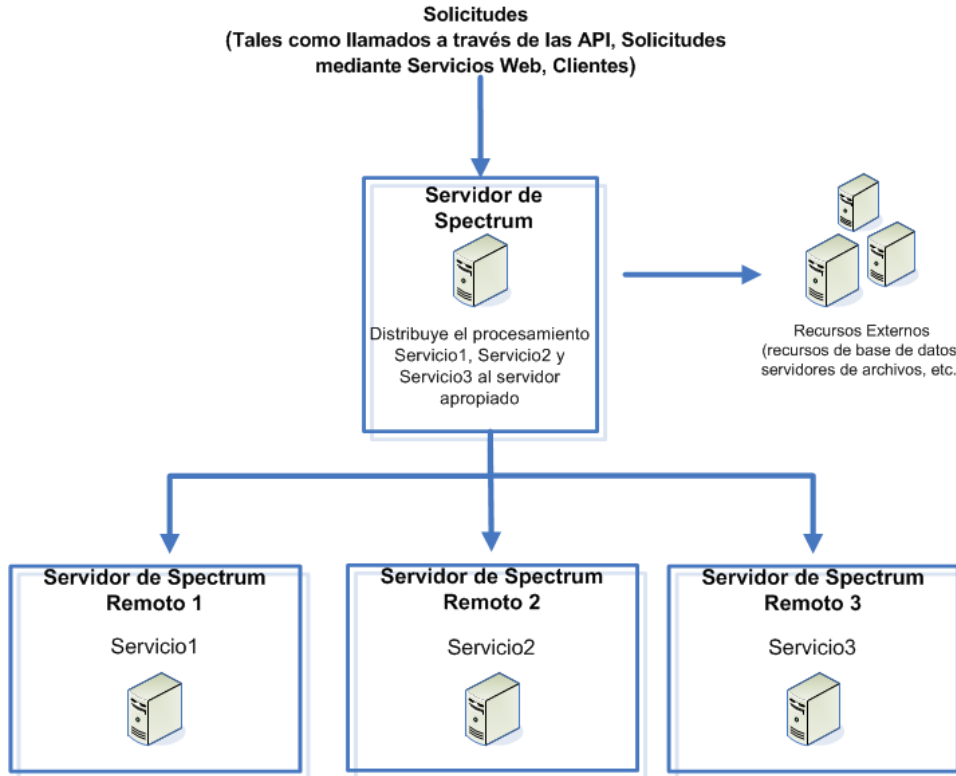 Solicitudes
(Tales como llamados a través de las API, Solicitudes
mediante Servicios Web, Clientes)
Servidor de
Spectrum
Distribuye el procesamiento
Servicio1, Servicio2 y
Servicio3 al servidor
apropiado
Recursos Externos
(recursos de base de datos
servidores de archivos, etc.
Servidor de Spectrum
Remoto 1
Servicio1
Servidor de Spectrum
Remoto 2
Servicio2
Servidor de Spectrum
Remoto 3
Servicio3